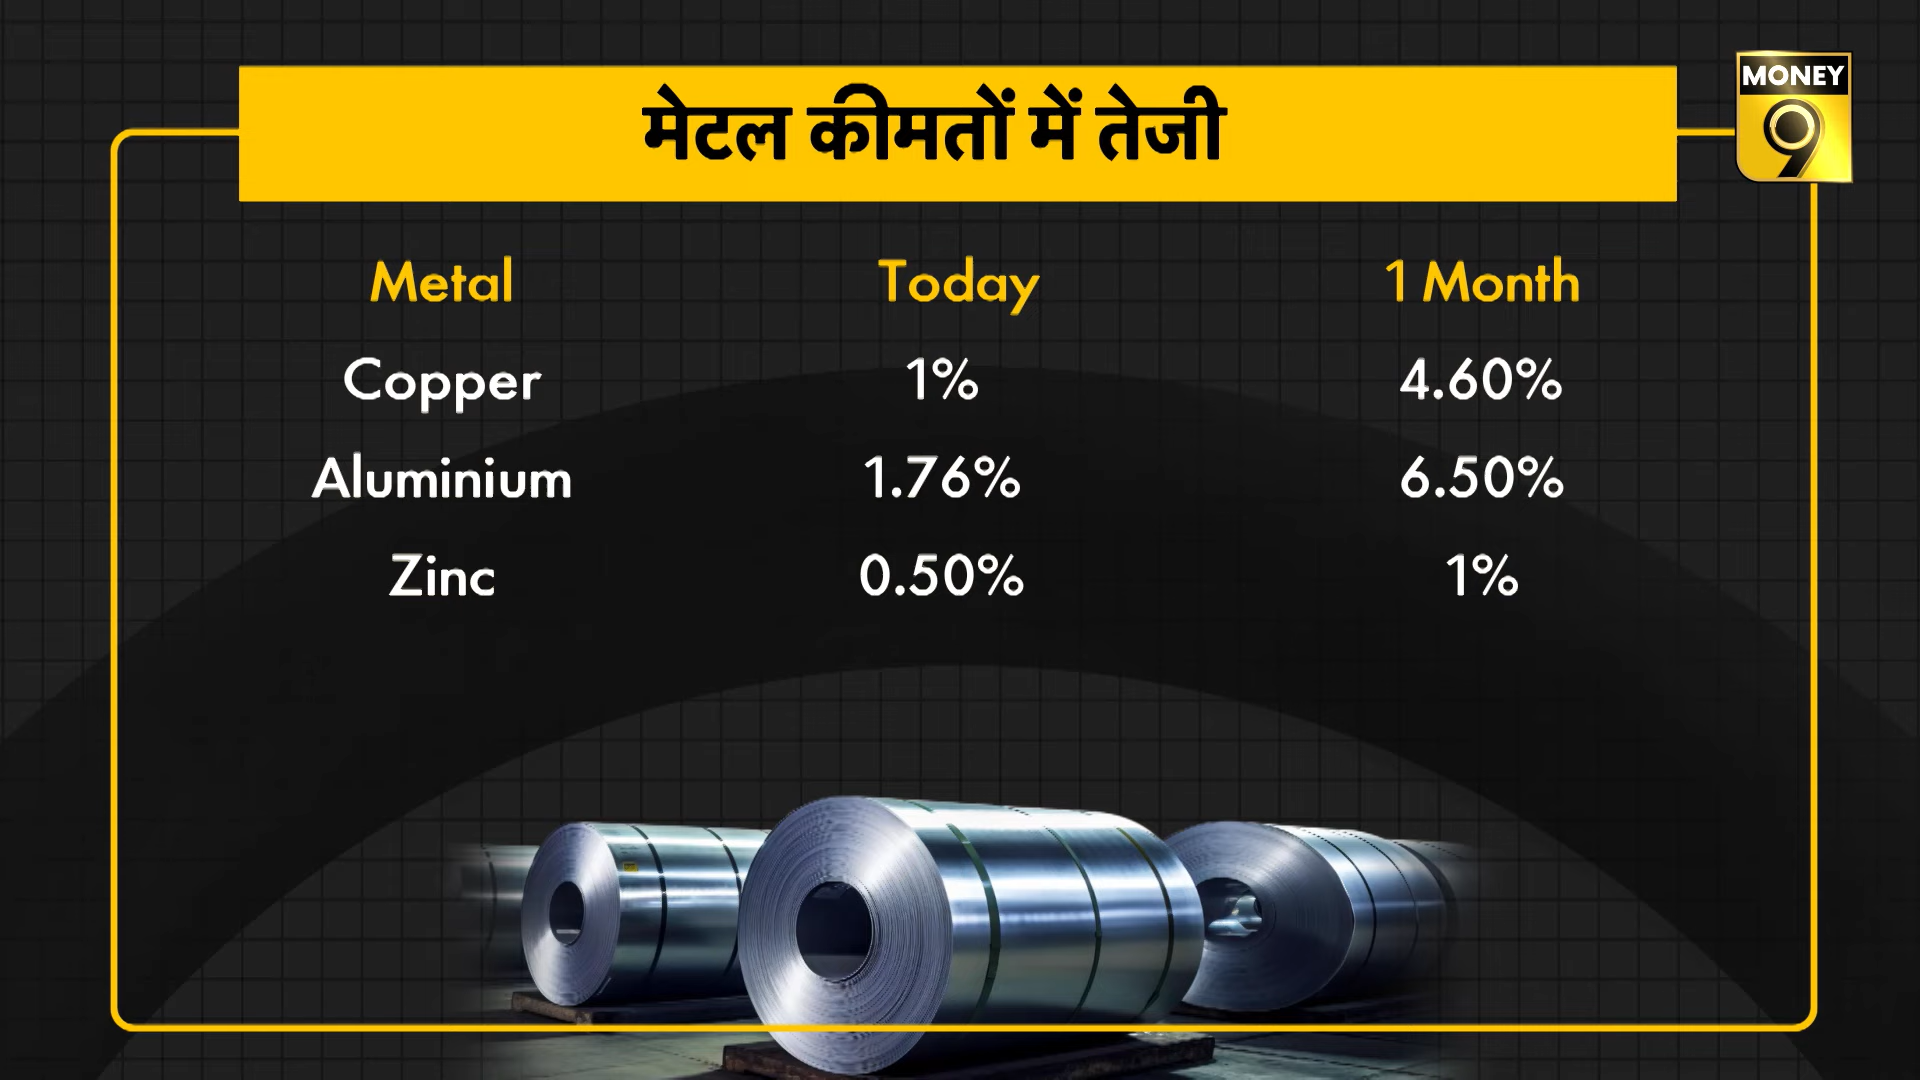 मेटल कीमतों में तेजी
MONEY
9
Metal Today 1 Month
Copper 1% 4.60%
Aluminium 1.76% 6.50%
Zinc 0.50% 1%